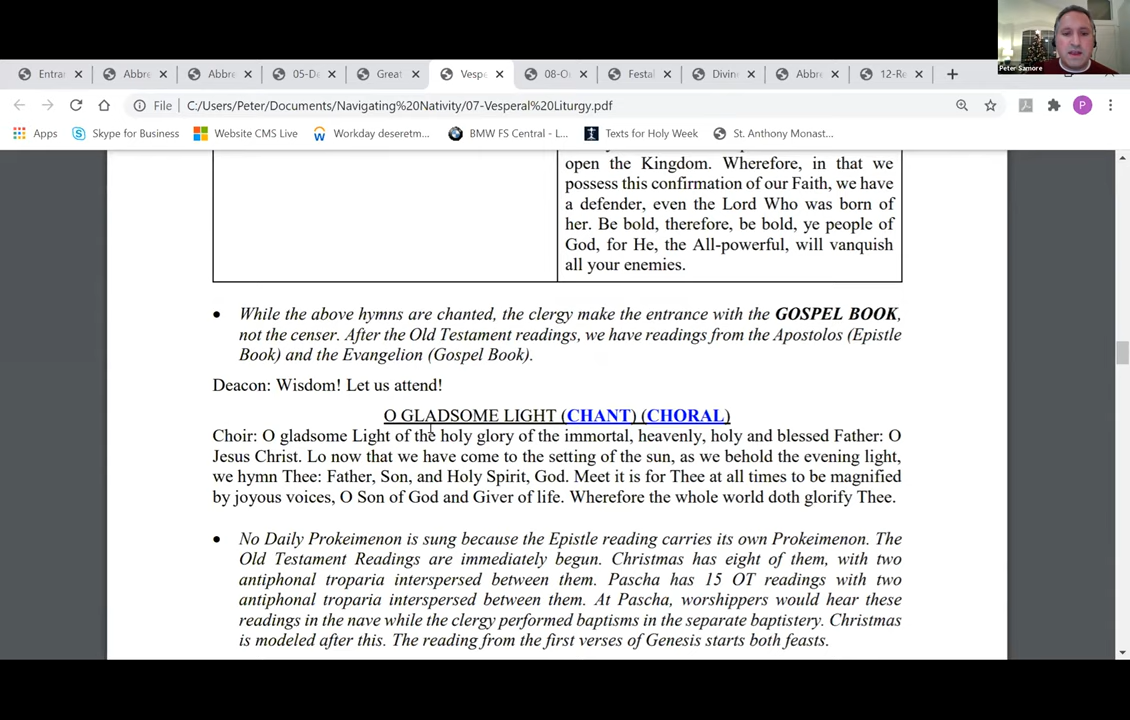 Peter Samore
Entra
Abbre
Abbre
05-De
Great
Vespe
08-O
Festal
Divin
Abbre
12-Re
File
C:/Users/Peter/Documents/Navigating%20Nativity/07-Vesperal%20Liturgy.pdf
P
Apps
Skype for Business
Website CMS Live
Workday deseretm...
BMW FS Central - L...
Texts for Holy Week
St. Anthony Monast...
open the Kingdom. Wherefore, in that we
possess this confirmation of our Faith, we have
a defender, even the Lord Who was born of
her. Be bold, therefore, be bold, ye people of
God, for He, the All-powerful, will vanquish
all your enemies.
• While the above hymns are chanted, the clergy make the entrance with the GOSPEL BOOK,
not the censer. After the Old Testament readings, we have readings from the Apostolos (Epistle
Book) and the Evangelion (Gospel Book).
Deacon: Wisdom! Let us attend!
O GLADSOME LIGHT (CHANT) (CHORAL)
Choir: O gladsome Light of the holy glory of the immortal, heavenly, holy and blessed Father: O
Jesus Christ. Lo now that we have come to the setting of the sun, as we behold the evening light,
we hymn Thee: Father, Son, and Holy Spirit, God. Meet it is for Thee at all times to be magnified
by joyous voices, O Son of God and Giver of life. Wherefore the whole world doth glorify Thee.
• No Daily Prokeimenon is sung because the Epistle reading carries its own Prokeimenon. The
Old Testament Readings are immediately begun. Christmas has eight of them, with two
antiphonal troparia interspersed between them. Pascha has 15 OT readings with two
antiphonal troparia interspersed between them. At Pascha, worshippers would hear these
readings in the nave while the clergy performed baptisms in the separate baptistery. Christmas
is modeled after this. The reading from the first verses of Genesis starts both feasts.